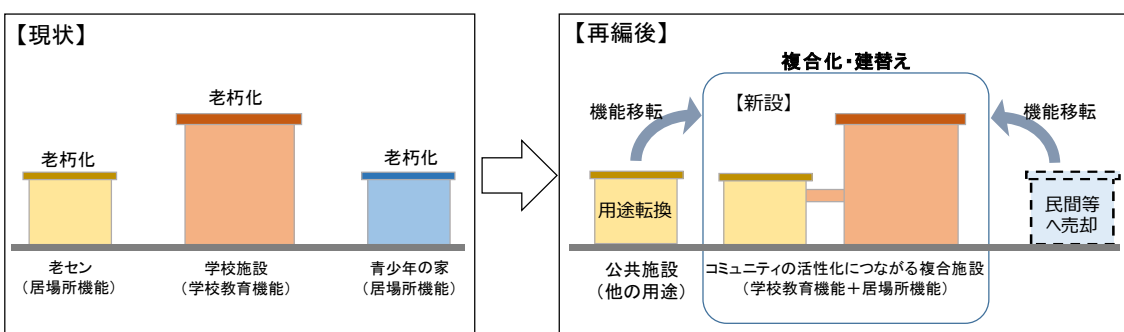 【現状】
老朽化
老朽化
老朽化
老セン
（居場所機能）
学校施設
（学校教育機能）
青少年の家
（居場所機能）
【再編後】
複合化・建替え
【新設】
機能移転
機能移転
用途転換
民間等
へ売却
公共施設
（他の用途）
コミュニティの活性化につながる複合施設
（学校教育機能＋居場所機能）